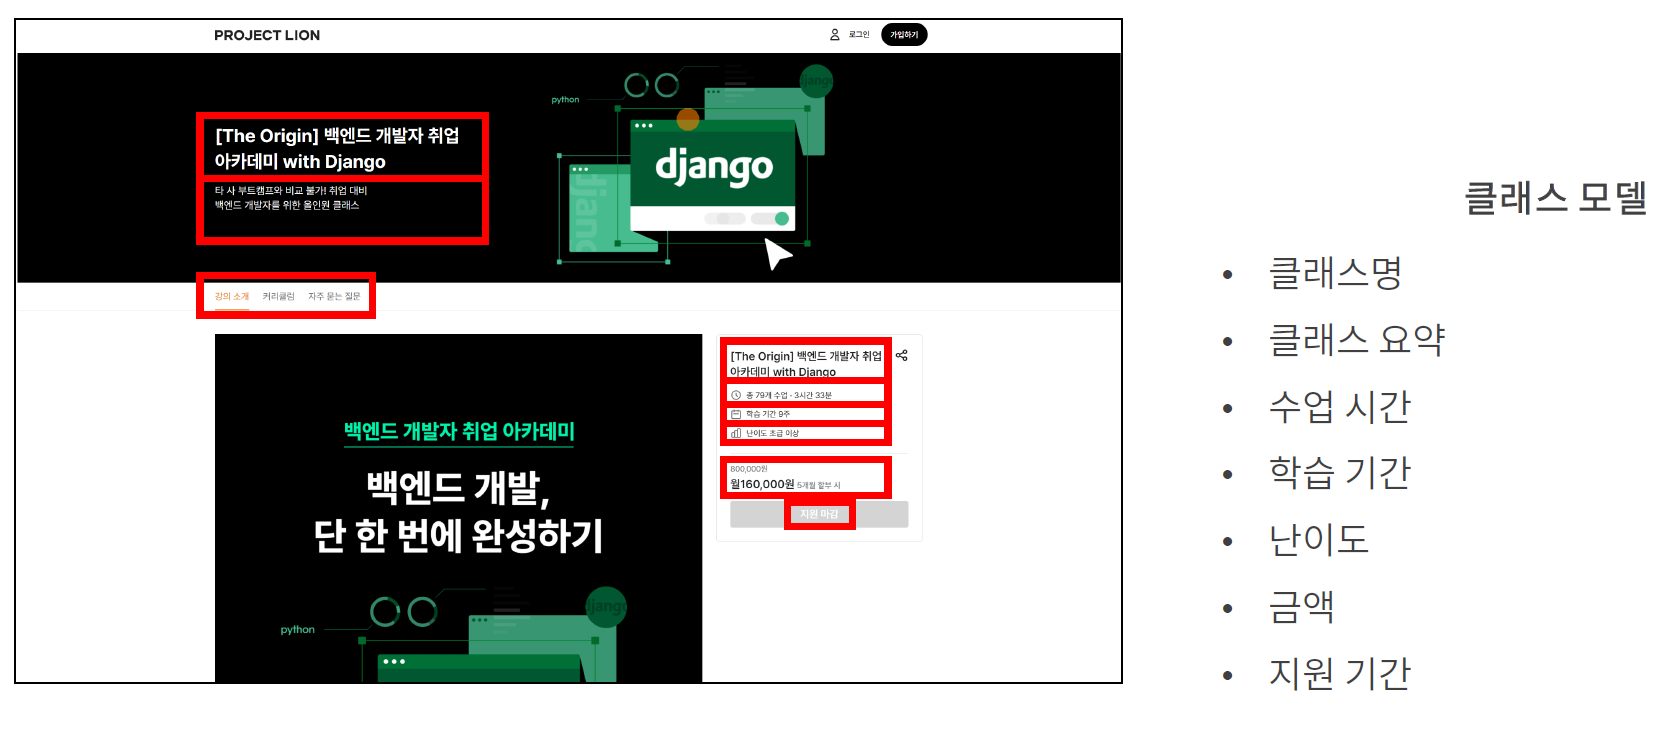 PROJECT LION
로그인
가입하기
python
django
[The Origin] 백엔드 개발자 취업
아카데미 with Django
django
타 사 부트캠프와 비교 불가! 취업 대비
백엔드 개발자를 위한 올인원 클래스
django
강의 소개 커리큘럼 자주 묻는 질문
[The Origin] 백엔드 개발자 취업
아카데미 with Django
총 79개 수업 · 3시간 33분
학습 기간 9주
난이도 초급 이상
800,000원
월160,000원 5개월 할부 시
지원 마감
백엔드 개발자 취업 아카데미
백엔드 개발,
단 한 번에 완성하기
django
python
클래스 모델
• 클래스명
• 클래스 요약
• 수업 시간
• 학습 기간
• 난이도
• 금액
• 지원 기간